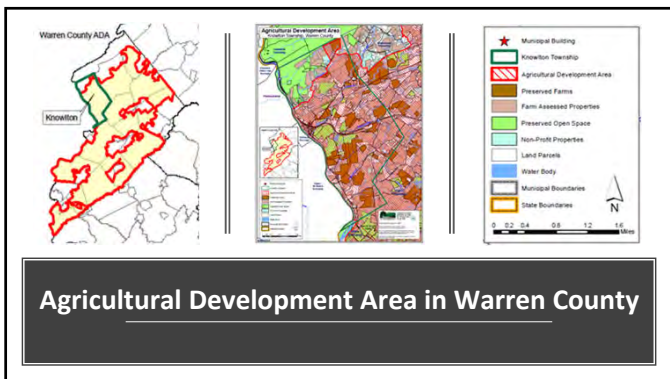 Warren County ADA
Knowlton
Agricultural Development Area
Knowlton Township, Warren County
Municipal Building
Knowlton Township
Agricultural Development Area
Preserved Farms
Farm Assessed Properties
Preserved Open Space
Non-Profit Properties
Land Parcels
Water Body
Municipal Boundaries
State Boundaries
N
0 0.2 0.4 0.8 1.2 1.6
Miles
Agricultural Development Area in Warren County